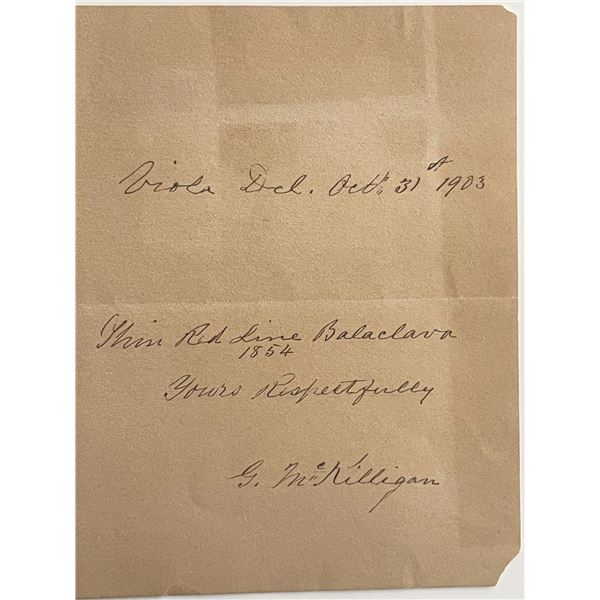 Viola Del. Octr. 31st 1903
Thin Red Line Balaclava
1854
Yours Respectfully
G. McKilligan